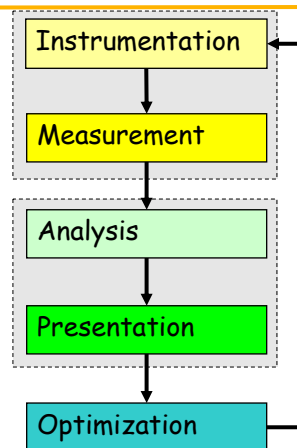 Instrumentation
Measurement
Analysis
Presentation
Optimization